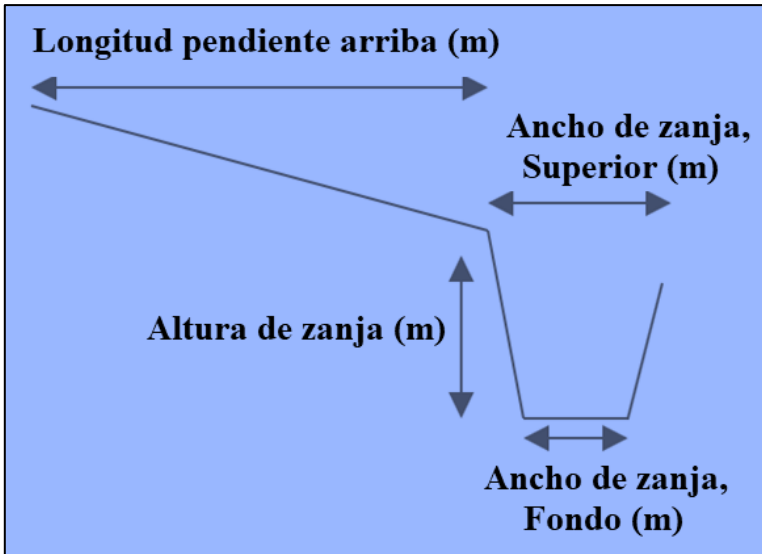 Longitud pendiente arriba (m)
Ancho de zanja,
Superior (m)
Altura de zanja (m)
Ancho de zanja,
Fondo (m)